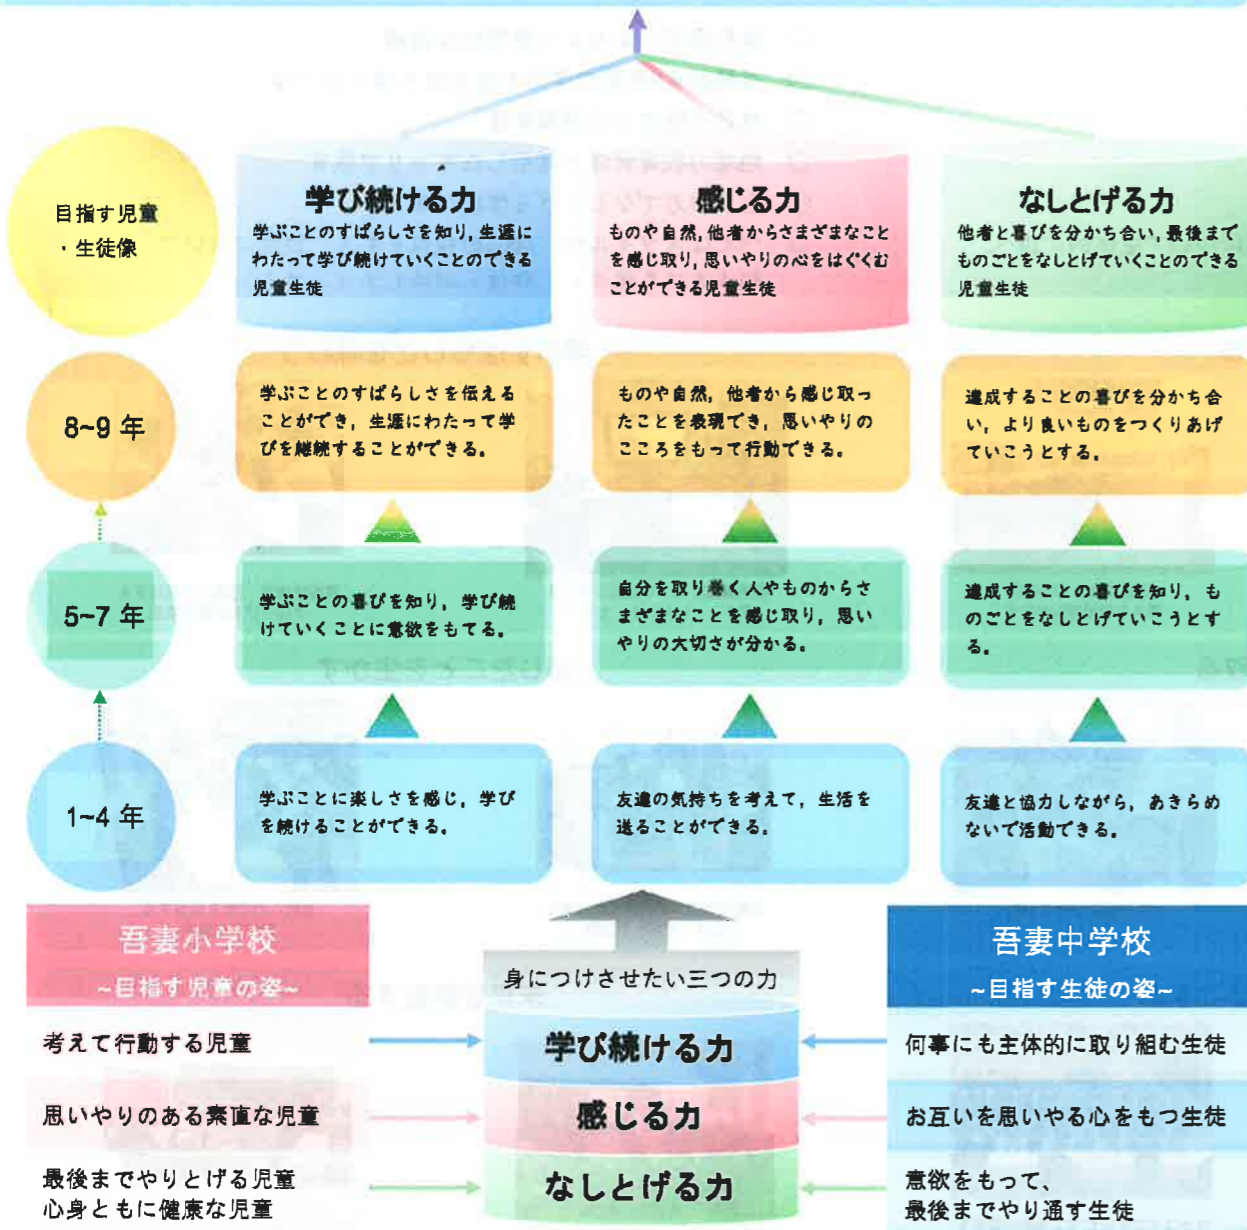 目指す児童
・生徒像
学び続ける力
学ぶことのすばらしさを知り,生涯に
わたって学び続けていくことのできる
児童生徒
感じる力
ものや自然,他者からさまざまなこと
を感じ取り,思いやりの心をはぐくむ
ことができる児童生徒
なしとげる力
他者と喜びを分かち合い,最後まで
ものごとをなしとげていくことのできる
児童生徒
8~9 年
学ぶことのすばらしさを伝える
ことができ，生涯にわたって学
びを継続することができる。
ものや自然，他者から感じ取っ
たことを表現でき，思いやりの
こころをもって行動できる。
達成することの喜びを分かち合
い，より良いものをつくりあげ
ていこうとする。
5~7 年
学ぶことの喜びを知り，学び続
けていくことに意欲をもてる。
自分を取り巻く人やものからさ
まざまなことを感じ取り，思い
やりの大切さが分かる。
達成することの喜びを知り，も
のごとをなしとげていこうとす
る。
1~4 年
学ぶことに楽しさを感じ，学び
を続けることができる。
友達の気持ちを考えて，生活を
送ることができる。
友達と協力しながら，あきらめ
ないで活動できる。
吾妻小学校
~目指す児童の姿~
考えて行動する児童
思いやりのある素直な児童
最後までやりとげる児童
心身ともに健康な児童
身につけさせたい三つの力
学び続ける力
感じる力
なしとげる力
吾妻中学校
~目指す生徒の姿~
何事にも主体的に取り組む生徒
お互いを思いやる心をもつ生徒
意欲をもって、
最後までやり通す生徒